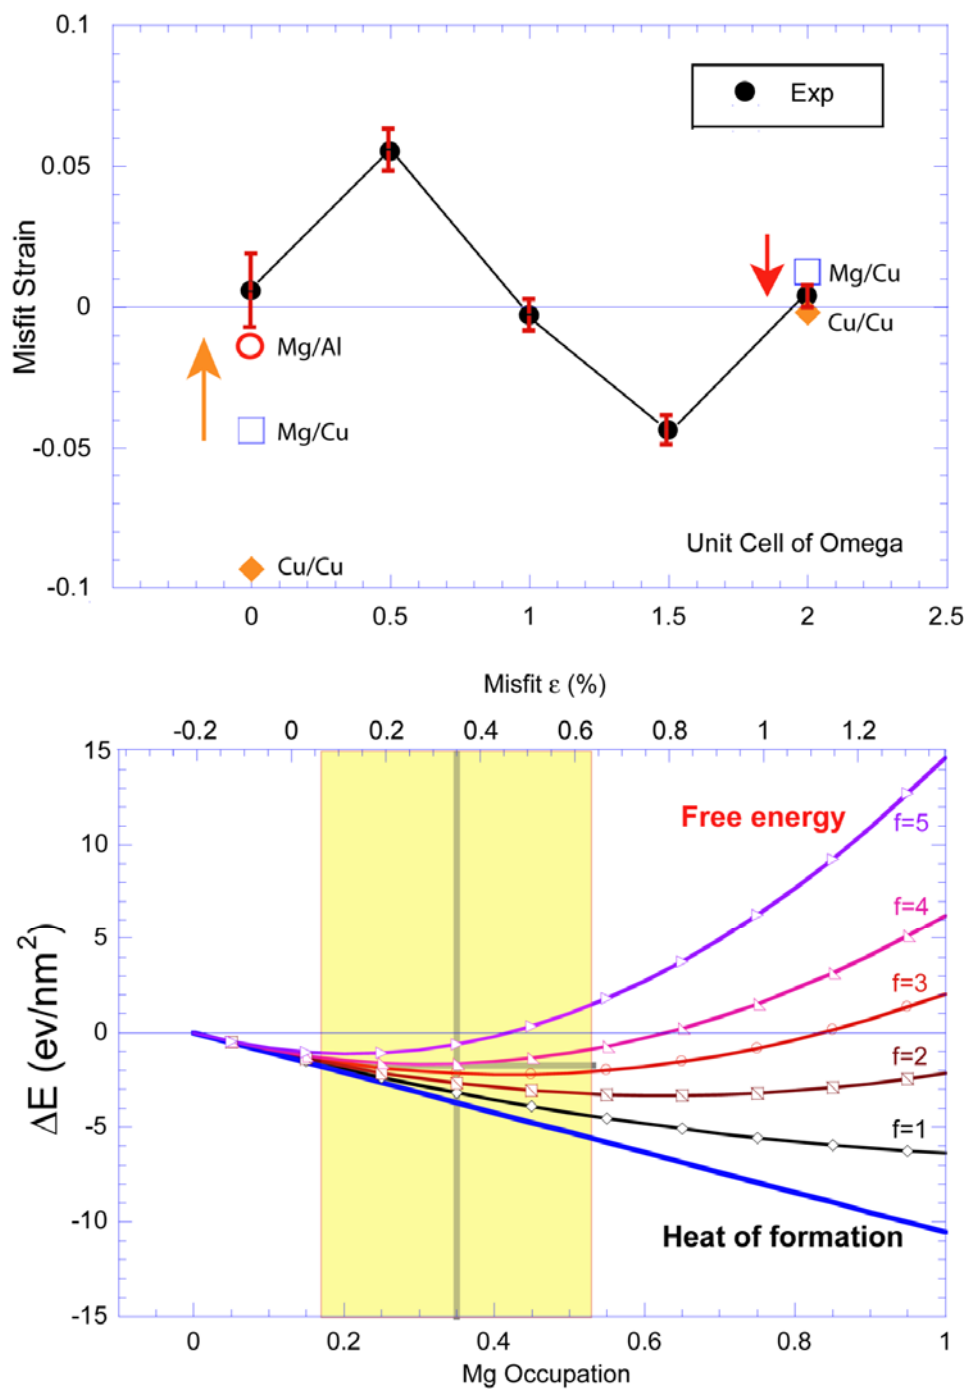 0.1
Exp
0.05
Misfit Strain
Mg/Cu
0
Cu/Cu
Mg/Al
Mg/Cu
-0.05
Unit Cell of Omega
Cu/Cu
-0.1
0 0.5 1 1.5 2 2.5
Misfit ε (%)
-0.2 0 0.2 0.4 0.6 0.8 1 1.2
15
Free energy
f=5
10
f=4
5
f=3
0
f=2
ΔE (ev/nm²)
-5
f=1
Heat of formation
-10
-15
0 0.2 0.4 0.6 0.8 1
Mg Occupation